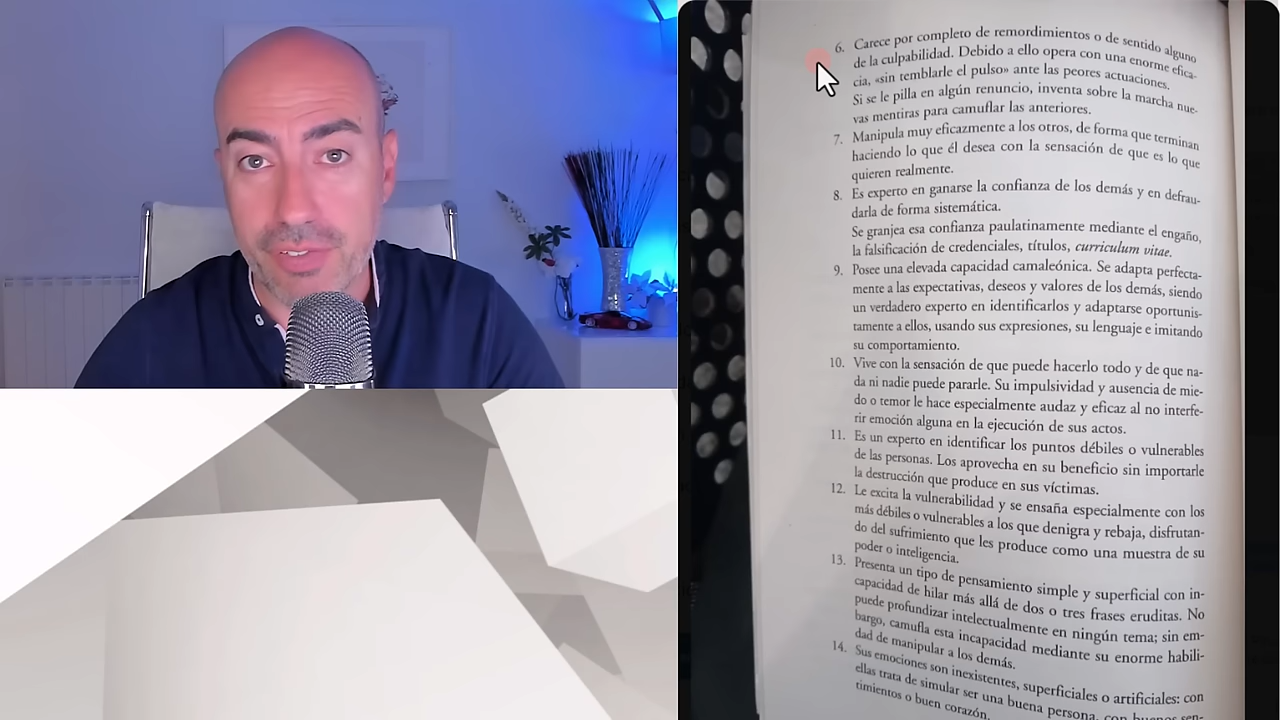 6. Carece por completo de remordimientos o de sentido alguno
de la culpabilidad. Debido a ello opera con una enorme efica-
cia, «sin temblarle el pulso» ante las peores actuaciones.
Si se le pilla en algún renuncio, inventa sobre la marcha nue-
vas mentiras para camuflar las anteriores.
7. Manipula muy eficazmente a los otros, de forma que terminan
haciendo lo que él desea con la sensación de que es lo que
quieren realmente.
8. Es experto en ganarse la confianza de los demás y en defrau-
darla de forma sistemática.
Se granjea esa confianza paulatinamente mediante el engaño,
la falsificación de credenciales, títulos, curriculum vitae.
9. Posee una elevada capacidad camaleónica. Se adapta perfecta-
mente a las expectativas, deseos y valores de los demás, siendo
un verdadero experto en identificarlos y adaptarse oportunis-
tamente a ellos, usando sus expresiones, su lenguaje e imitando
su comportamiento.
10. Vive con la sensación de que puede hacerlo todo y de que na-
da ni nadie puede pararle. Su impulsividad y ausencia de mie-
do o temor le hace especialmente audaz y eficaz al no interfe-
rir emoción alguna en la ejecución de sus actos.
11. Es un experto en identificar los puntos débiles o vulnerables
de las personas. Los aprovecha en su beneficio sin importarle
la destrucción que produce en sus víctimas.
12. Le excita la vulnerabilidad y se ensaña especialmente con los
más débiles o vulnerables a los que denigra y rebaja, disfrutan-
do del sufrimiento que les produce como una muestra de su
poder o inteligencia.
13. Presenta un tipo de pensamiento simple y superficial con in-
capacidad de hilar más allá de dos o tres frases eruditas. No
puede profundizar intelectualmente en ningún tema; sin em-
bargo, camufla esta incapacidad mediante su enorme habili-
dad de manipular a los demás.
14. Sus emociones son inexistentes, superficiales o artificiales: con
ellas trata de simular ser una buena persona, con buenos sen-
timientos o buen corazón.